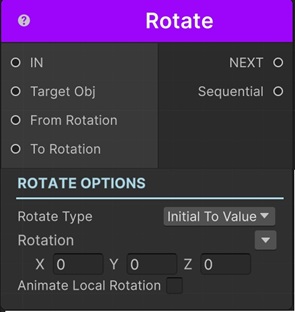 Rotate
IN
NEXT
Target Obj
Sequential
From Rotation
To Rotation
ROTATE OPTIONS
Rotate Type Initial To Value
Rotation
X 0 Y 0 Z 0
Animate Local Rotation